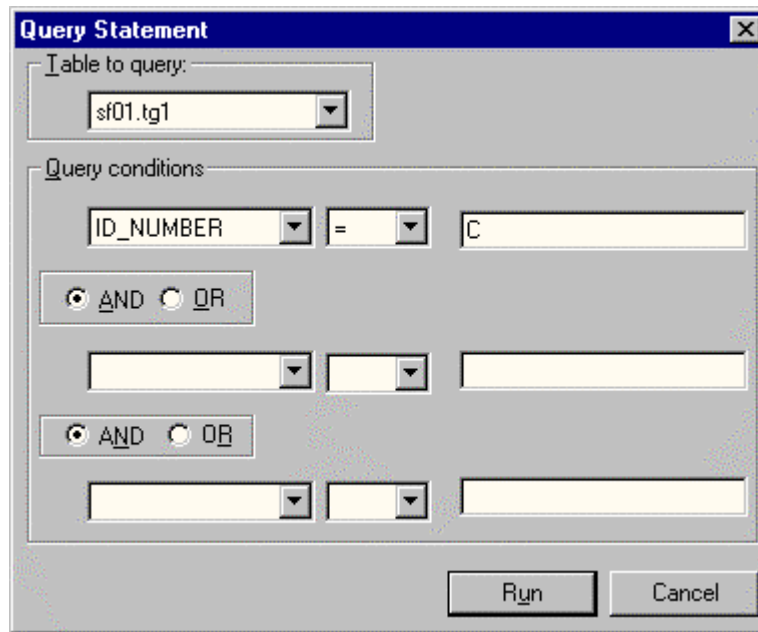 Query Statement
Table to query:
sf01.tg1
Query conditions
ID_NUMBER = C
AND OR
AND OR
Run Cancel